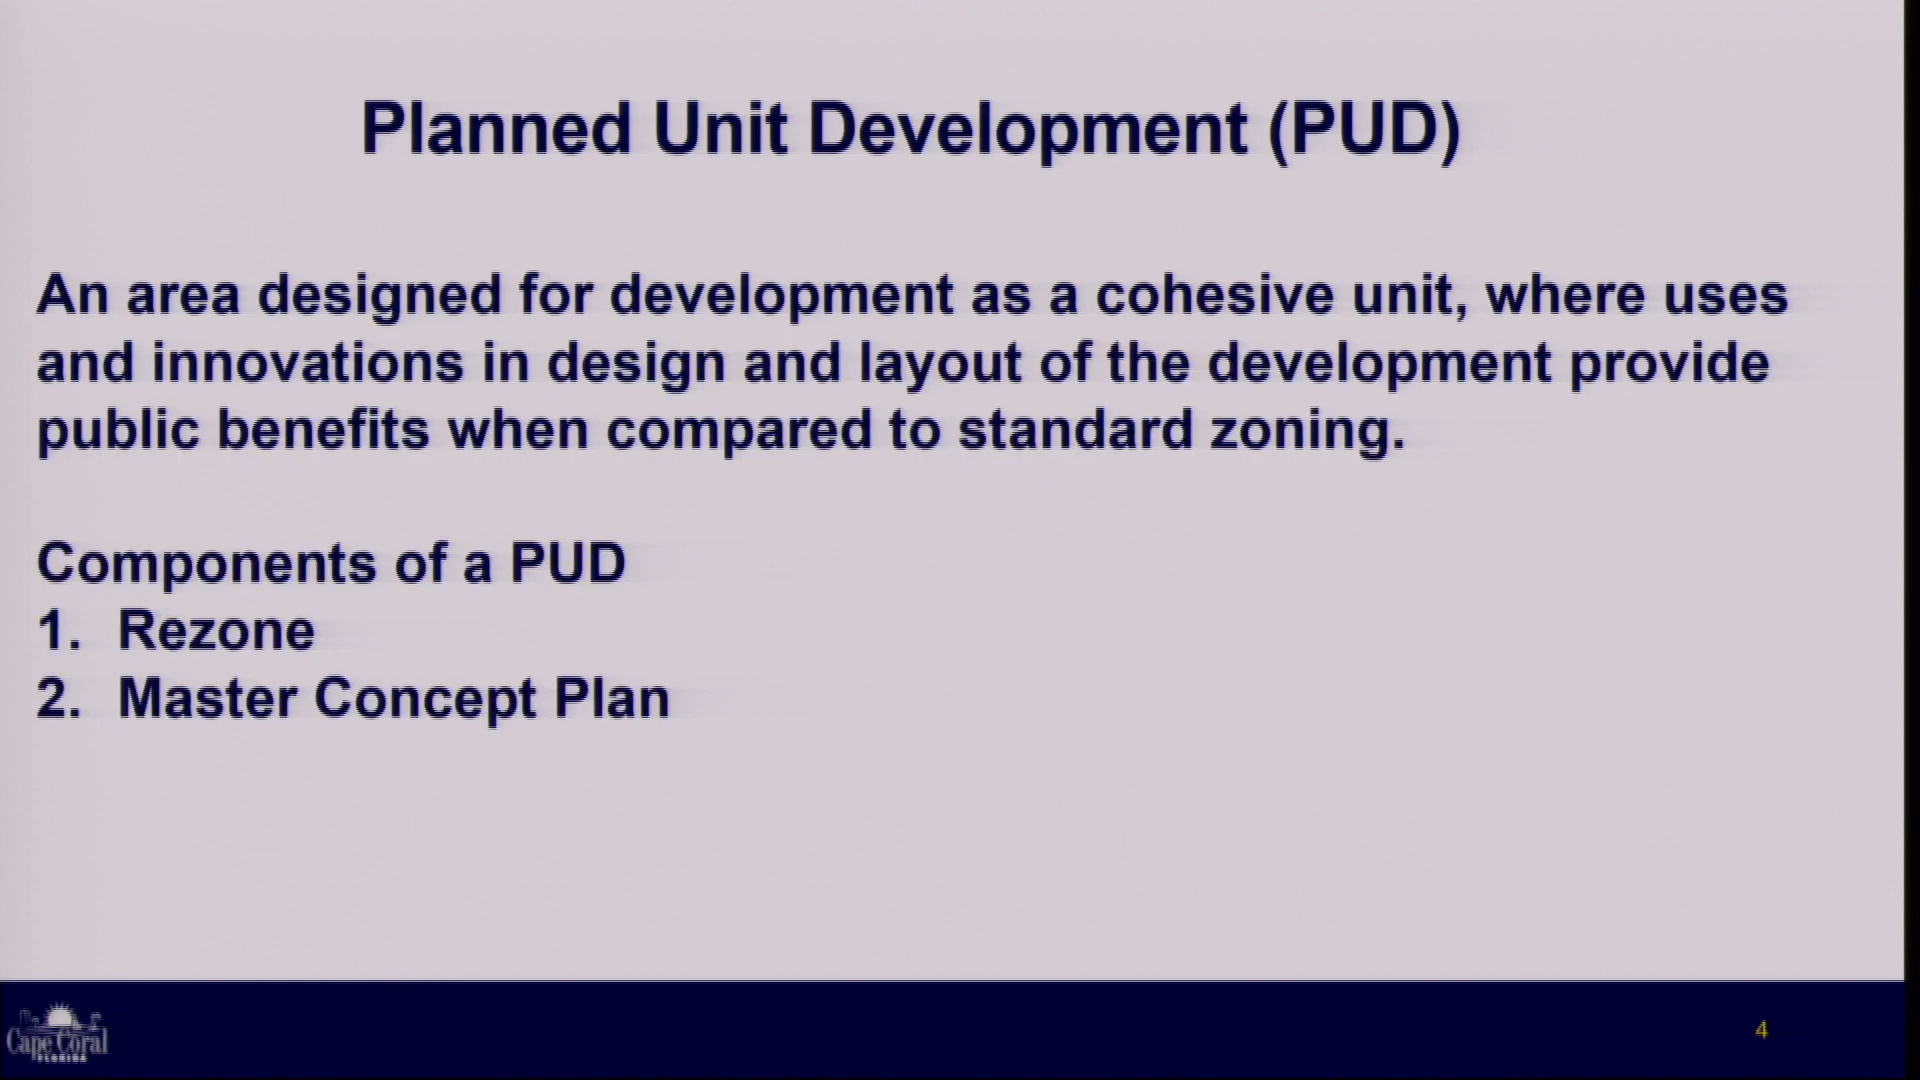 Planned Unit Development (PUD)
An area designed for development as a cohesive unit, where uses
and innovations in design and layout of the development provide
public benefits when compared to standard zoning.
Components of a PUD
1. Rezone
2. Master Concept Plan
Cape Coral
FLORIDA
4